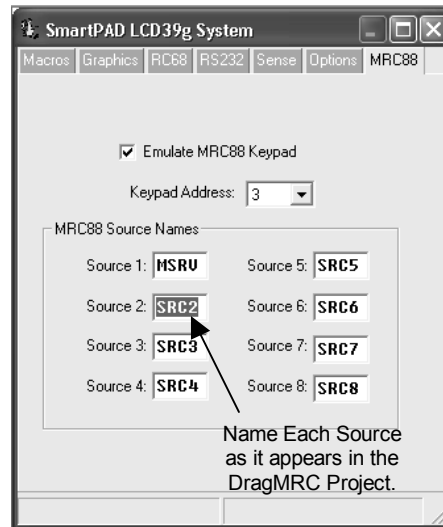 SmartPAD LCD39g System
Macros Graphics RC68 RS232 Sense Options MRC88
Emulate MRC88 Keypad
Keypad Address: 3
MRC88 Source Names
Source 1: MSRV Source 5: SRC5
Source 2: SRC2 Source 6: SRC6
Source 3: SRC3 Source 7: SRC7
Source 4: SRC4 Source 8: SRC8
Name Each Source
as it appears in the
DragMRC Project.